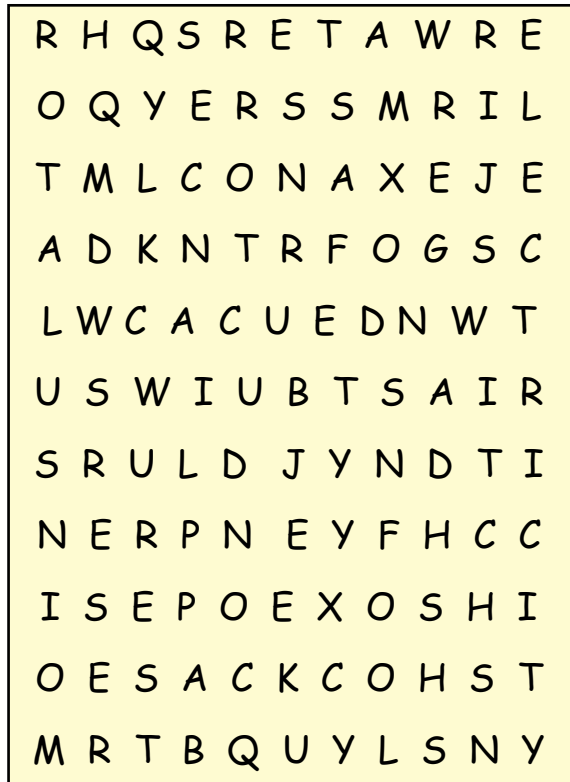 R H Q S R E T A W R E
O Q Y E R S S M R I L
T M L C O N A X E J E
A D K N T R F O G S C
L W C A C U E D N W T
U S W I U B T S A I R
S R U L D J Y N D T I
N E R P N E Y F H C C
I S E P O E X O S H I
O E S A C K C O H S T
M R T B Q U Y L S N Y